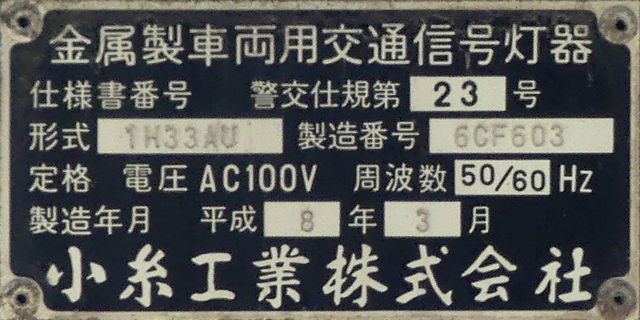 金属製車両用交通信号灯器
仕様書番号 警交仕規第 23 号
形式 1H33AU 製造番号 6CF603
定格 電圧 AC100V 周波数 50/60 Hz
製造年月 平成 8 年 3 月
小糸工業株式会社